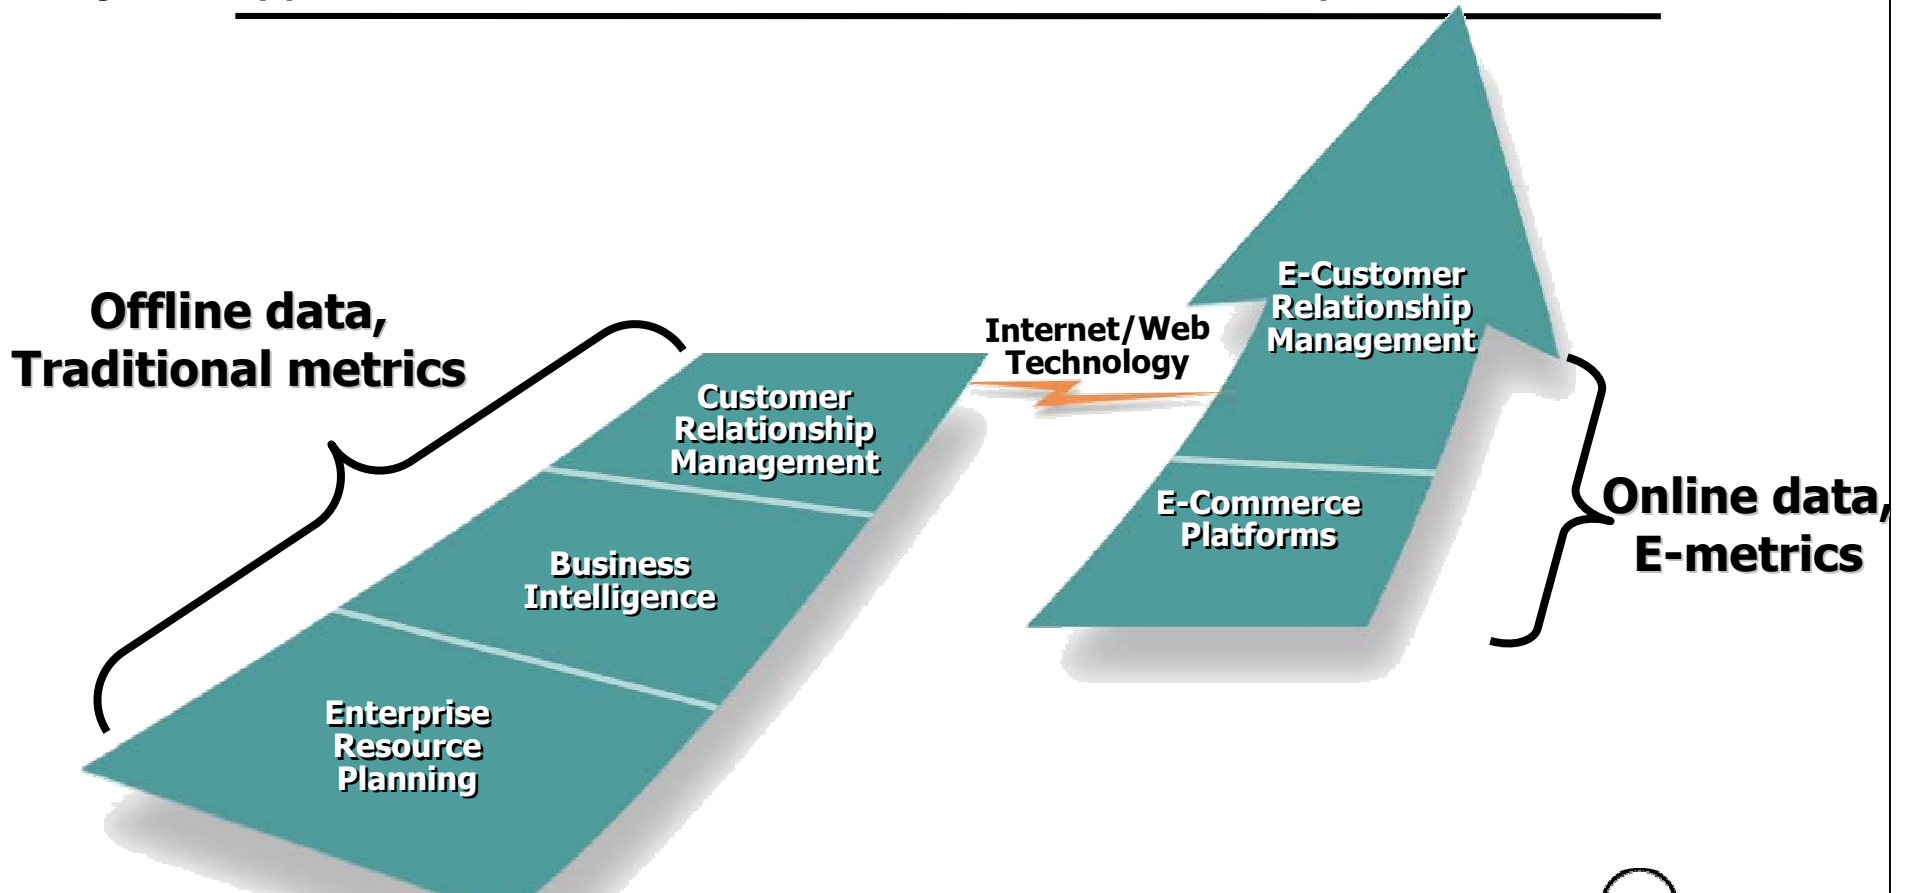 Offline data,
Traditional metrics
Customer
Relationship
Management
Business
Intelligence
Enterprise
Resource
Planning
Internet/Web
Technology
E-Customer
Relationship
Management
E-Commerce
Platforms
Online data,
E-metrics